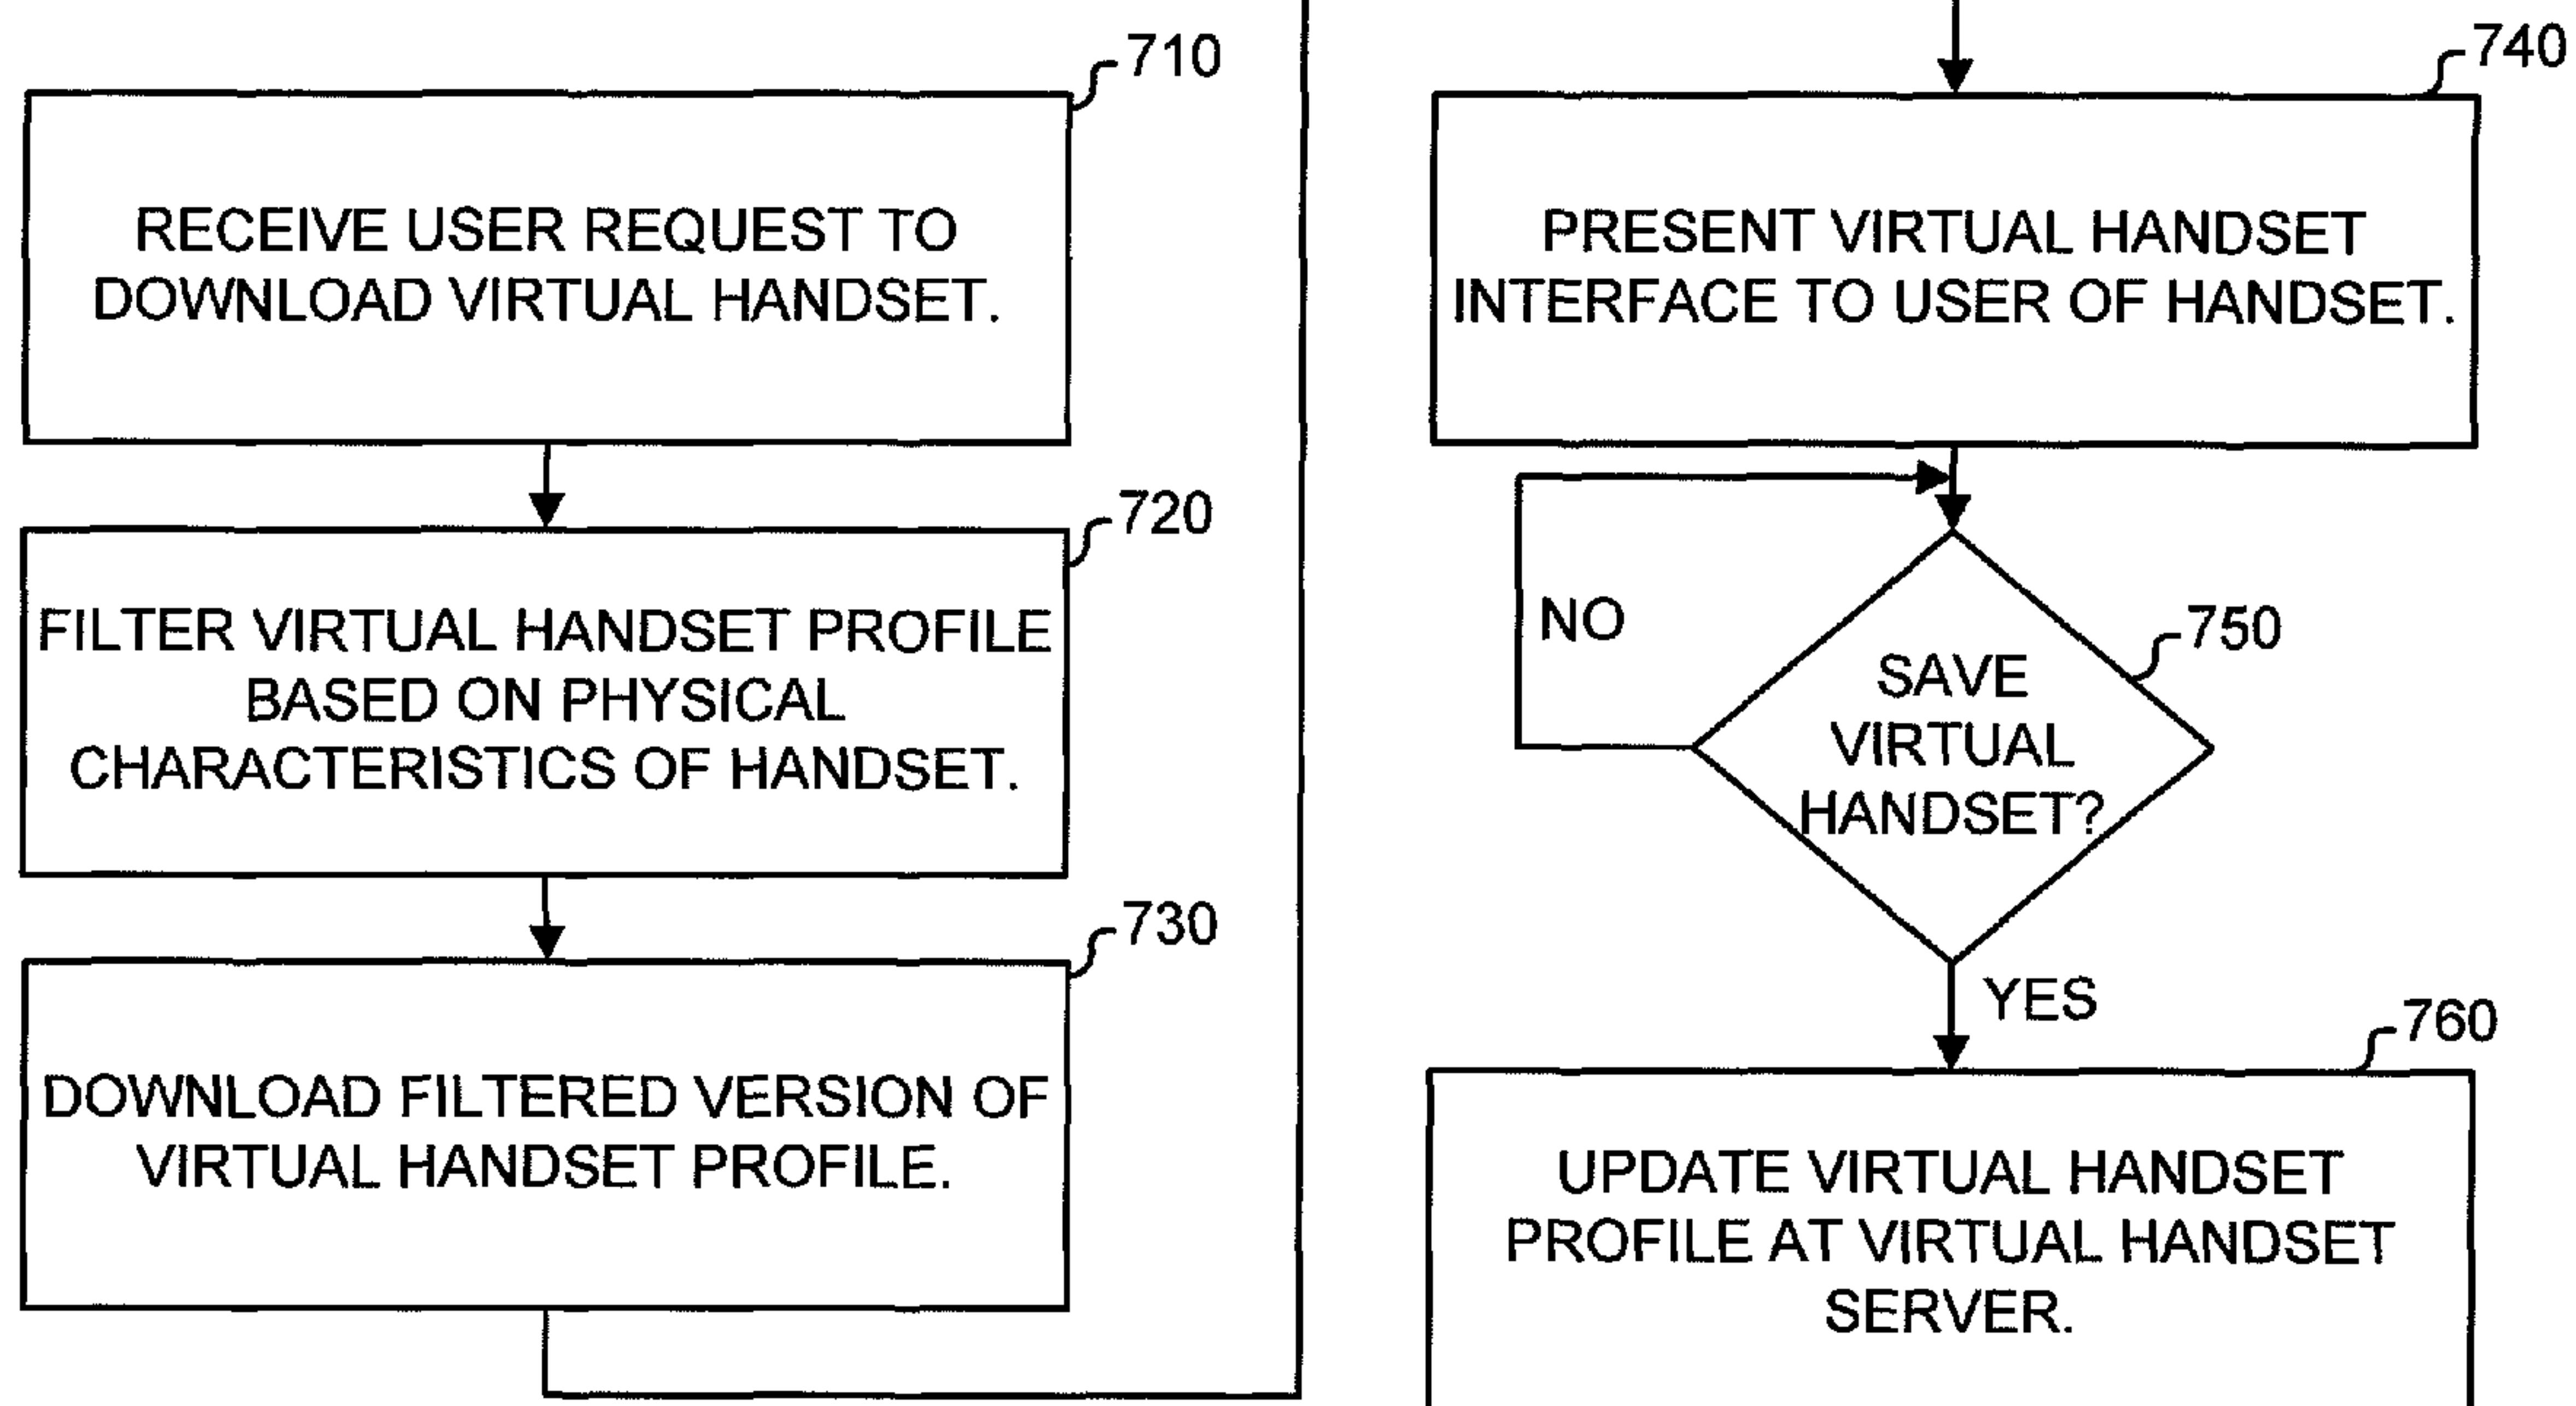 710
RECEIVE USER REQUEST TO
DOWNLOAD VIRTUAL HANDSET.
720
FILTER VIRTUAL HANDSET PROFILE
BASED ON PHYSICAL
CHARACTERISTICS OF HANDSET.
730
DOWNLOAD FILTERED VERSION OF
VIRTUAL HANDSET PROFILE.
740
PRESENT VIRTUAL HANDSET
INTERFACE TO USER OF HANDSET.
NO
750
SAVE
VIRTUAL
HANDSET?
YES
760
UPDATE VIRTUAL HANDSET
PROFILE AT VIRTUAL HANDSET
SERVER.